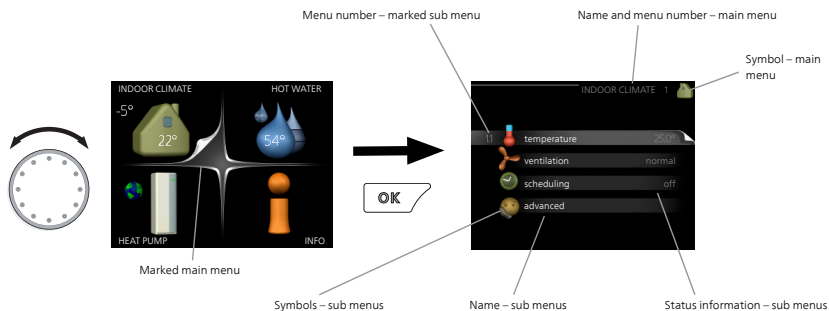 Menu number – marked sub menu
Name and menu number – main menu
Symbol – main
menu
INDOOR CLIMATE
HOT WATER
-5°
22°
54°
HEAT PUMP
INFO
OK
INDOOR CLIMATE 1
1.1 temperature 25.0°
ventilation normal
scheduling off
advanced
Marked main menu
Symbols – sub menus
Name – sub menus
Status information – sub menus